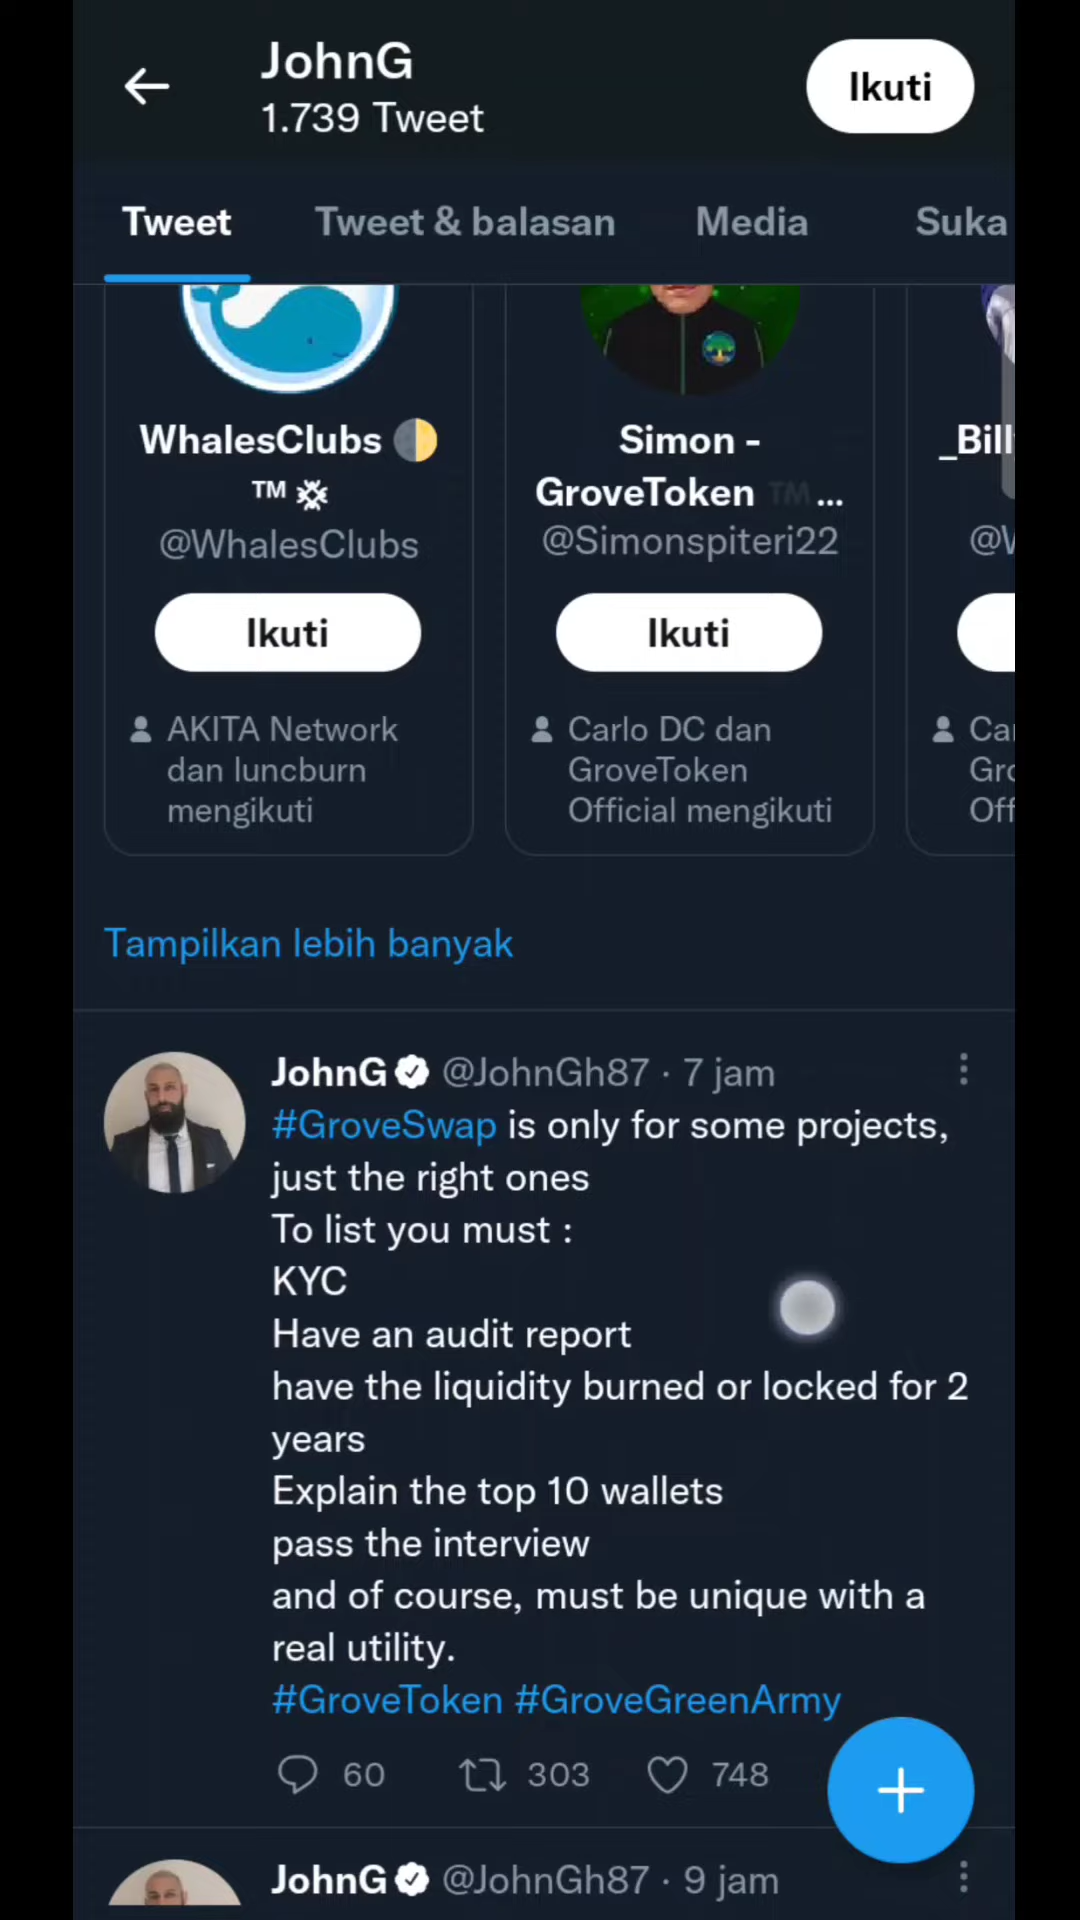 JohnG
1.739 Tweet
Ikuti
Tweet
Tweet & balasan
Media
Suka
WhalesClubs
™
@WhalesClubs
Ikuti
AKITA Network
dan luncburn
mengikuti
Simon -
GroveToken ™...
@Simonspiteri22
Ikuti
Carlo DC dan
GroveToken
Official mengikuti
Tampilkan lebih banyak
JohnG @JohnGh87 · 7 jam
#GroveSwap is only for some projects,
just the right ones
To list you must :
KYC
Have an audit report
have the liquidity burned or locked for 2
years
Explain the top 10 wallets
pass the interview
and of course, must be unique with a
real utility.
#GroveToken #GroveGreenArmy
60 303 748
JohnG @JohnGh87 · 9 jam